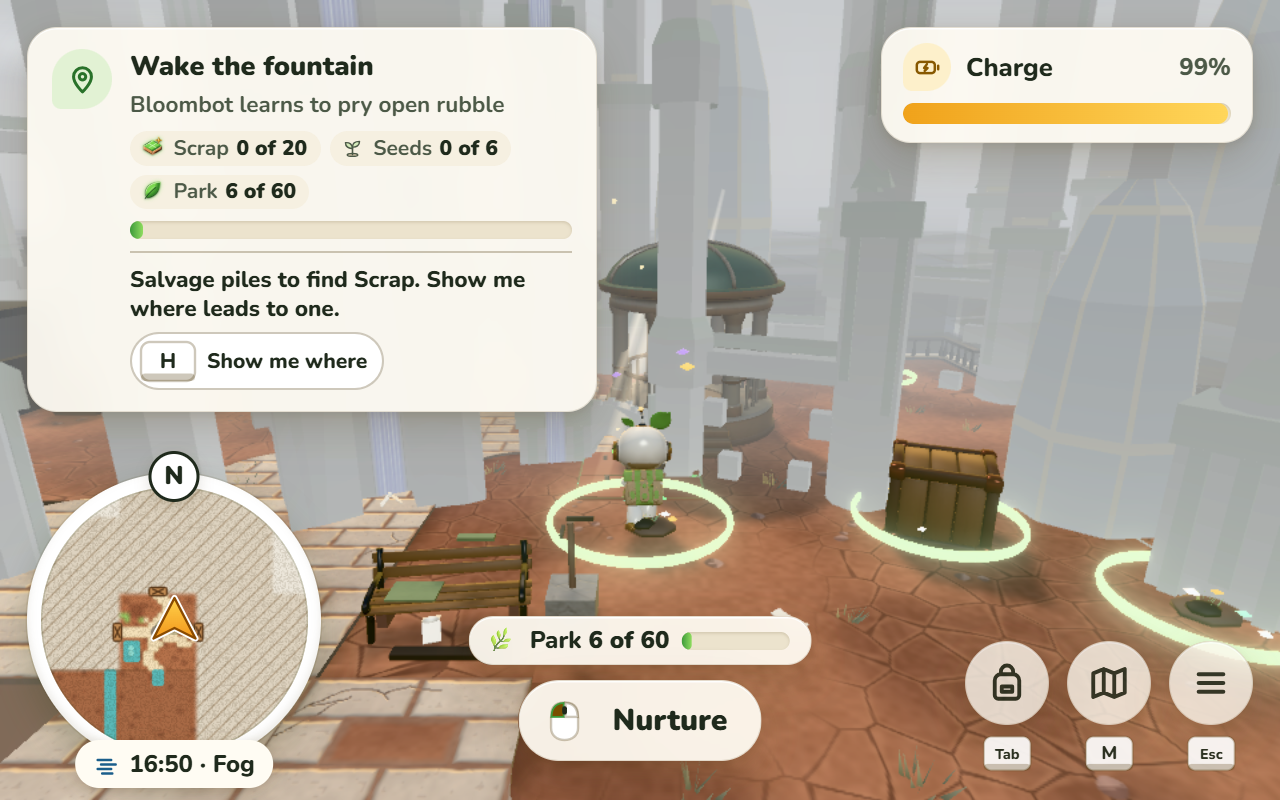 Wake the fountain
Bloombot learns to pry open rubble
Scrap 0 of 20
Seeds 0 of 6
Park 6 of 60
Salvage piles to find Scrap. Show me
where leads to one.
H Show me where
Charge 99%
N
16:50 · Fog
Park 6 of 60
Nurture
Tab
M
Esc